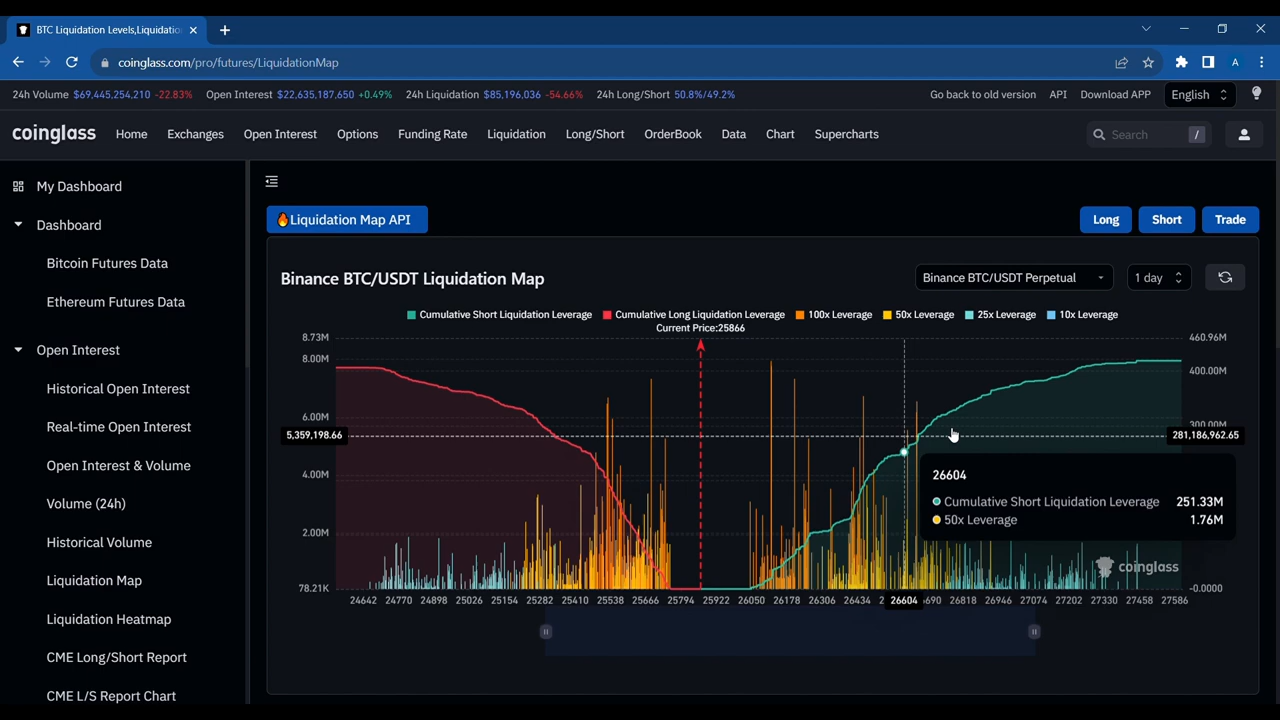 BTC Liquidation Levels,Liquidatio
coinglass.com/pro/futures/LiquidationMap
A
24h Volume $69,445,254,210 -22.83% Open Interest $22,635,187,650 +0.49% 24h Liquidation $85,196,036 -54.66% 24h Long/Short 50.8%/49.2% Go back to old version API Download APP English
coinglass Home Exchanges Open Interest Options Funding Rate Liquidation Long/Short OrderBook Data Chart Supercharts Search /
My Dashboard
Dashboard
Bitcoin Futures Data
Ethereum Futures Data
Open Interest
Historical Open Interest
Real-time Open Interest
Open Interest & Volume
Volume (24h)
Historical Volume
Liquidation Map
Liquidation Heatmap
CME Long/Short Report
CME L/S Report Chart
Liquidation Map API
Long Short Trade
Binance BTC/USDT Liquidation Map Binance BTC/USDT Perpetual 1 day
Cumulative Short Liquidation Leverage Cumulative Long Liquidation Leverage 100x Leverage 50x Leverage 25x Leverage 10x Leverage
Current Price:25866
8.73M 460.96M
8.00M 400.00M
6.00M 300.00M
5,359,198.66 281,186,962.65
4.00M
26604
Cumulative Short Liquidation Leverage 251.33M
50x Leverage 1.76M
2.00M
coinglass
78.21K -0.0000
24642 24770 24898 25026 25154 25282 25410 25538 25666 25794 25922 26050 26178 26306 26434 2 26604 690 26818 26946 27074 27202 27330 27458 27586